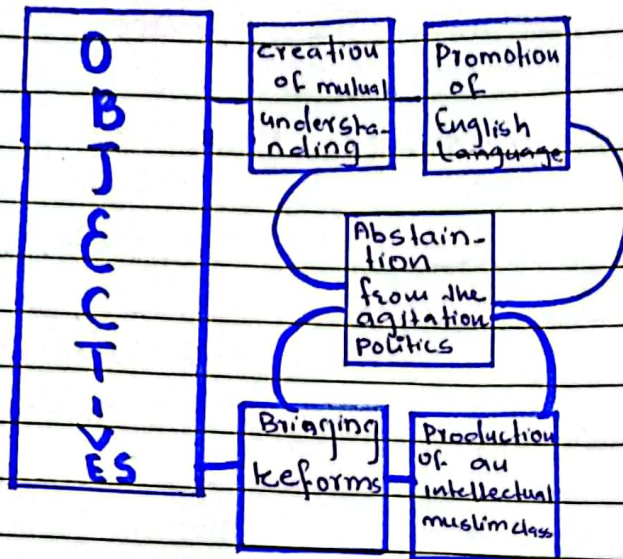 OBJECTIVES
creation
of mutual
understa-
nding
Promotion
of
English
Language
Abstain-
tion
from the
agitation
politics
Bringing
Reforms
Production
of an
intellectual
muslim class